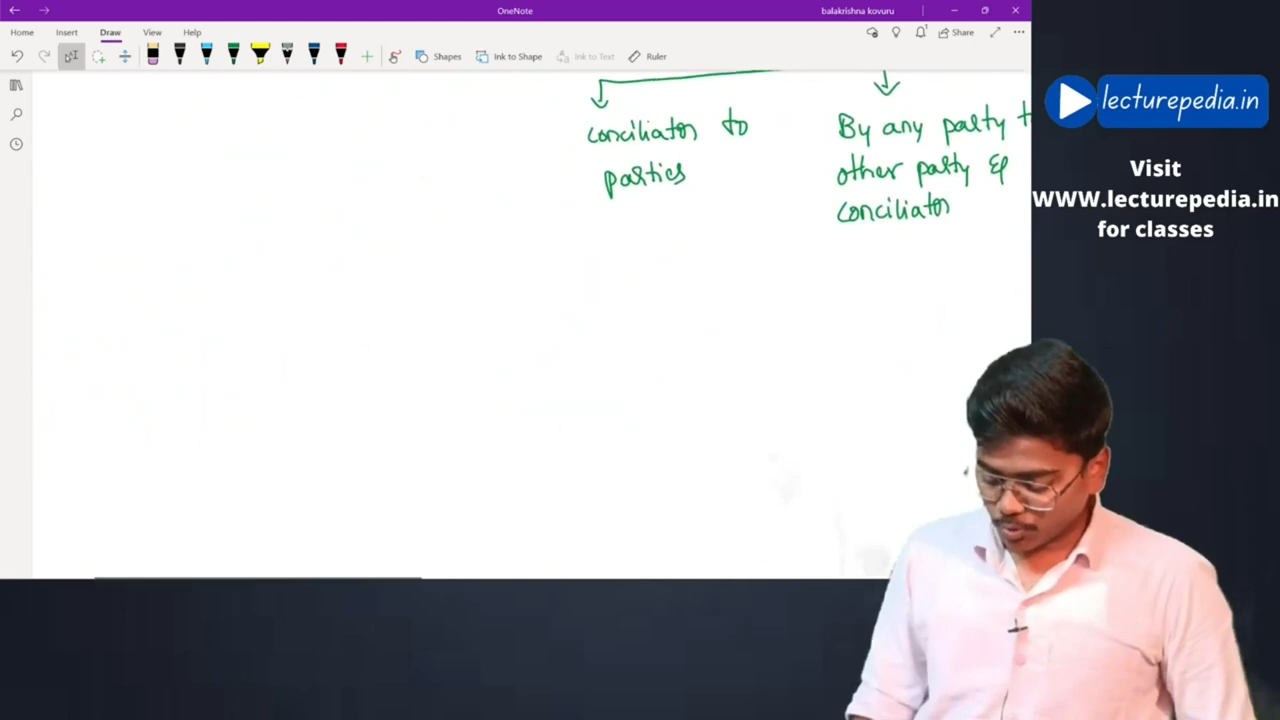 OneNote
balakrishna kovuru
Home Insert Draw View Help
Share
Shapes Ink to Shape Ink to Text Ruler
conciliator to
parties
By any party t
other party &
conciliator
lecturepedia.in
Visit
WWW.lecturepedia.in
for classes